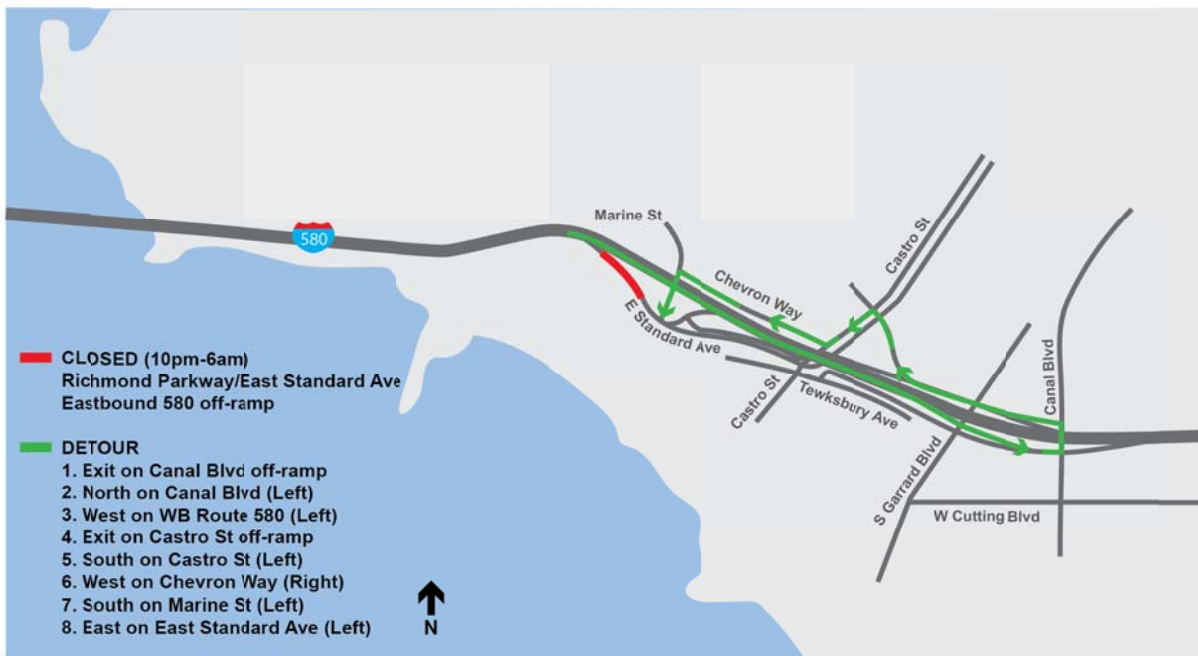 Marine St
580
Castro St
Chevron Way
E Standard Ave
Canal Blvd
Castro St
Tewksbury Ave
S Garrard Blvd
W Cutting Blvd
CLOSED (10pm-6am)
Richmond Parkway/East Standard Ave
Eastbound 580 off-ramp
DETOUR
1. Exit on Canal Blvd off-ramp
2. North on Canal Blvd (Left)
3. West on WB Route 580 (Left)
4. Exit on Castro St off-ramp
5. South on Castro St (Left)
6. West on Chevron Way (Right)
7. South on Marine St (Left)
8. East on East Standard Ave (Left)
N